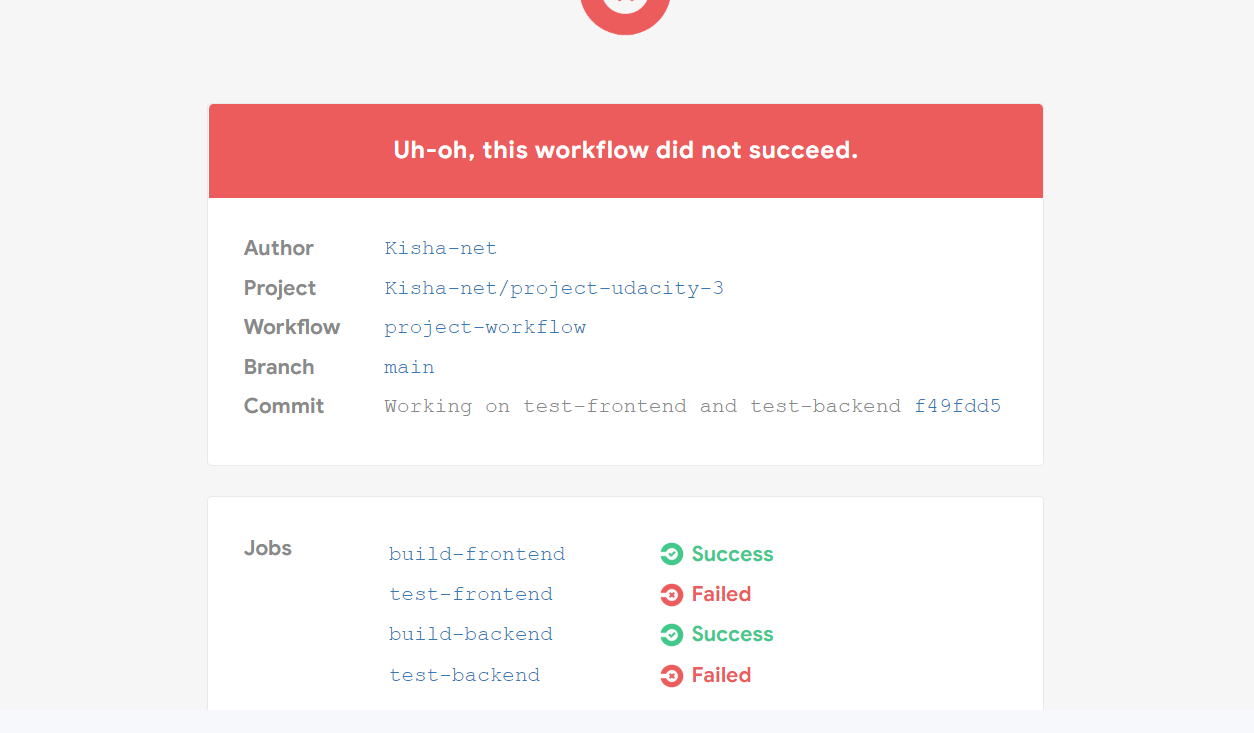 Uh-oh, this workflow did not succeed.
Author Kisha-net
Project Kisha-net/project-udacity-3
Workflow project-workflow
Branch main
Commit Working on test-frontend and test-backend f49fdd5
Jobs build-frontend Success
test-frontend Failed
build-backend Success
test-backend Failed